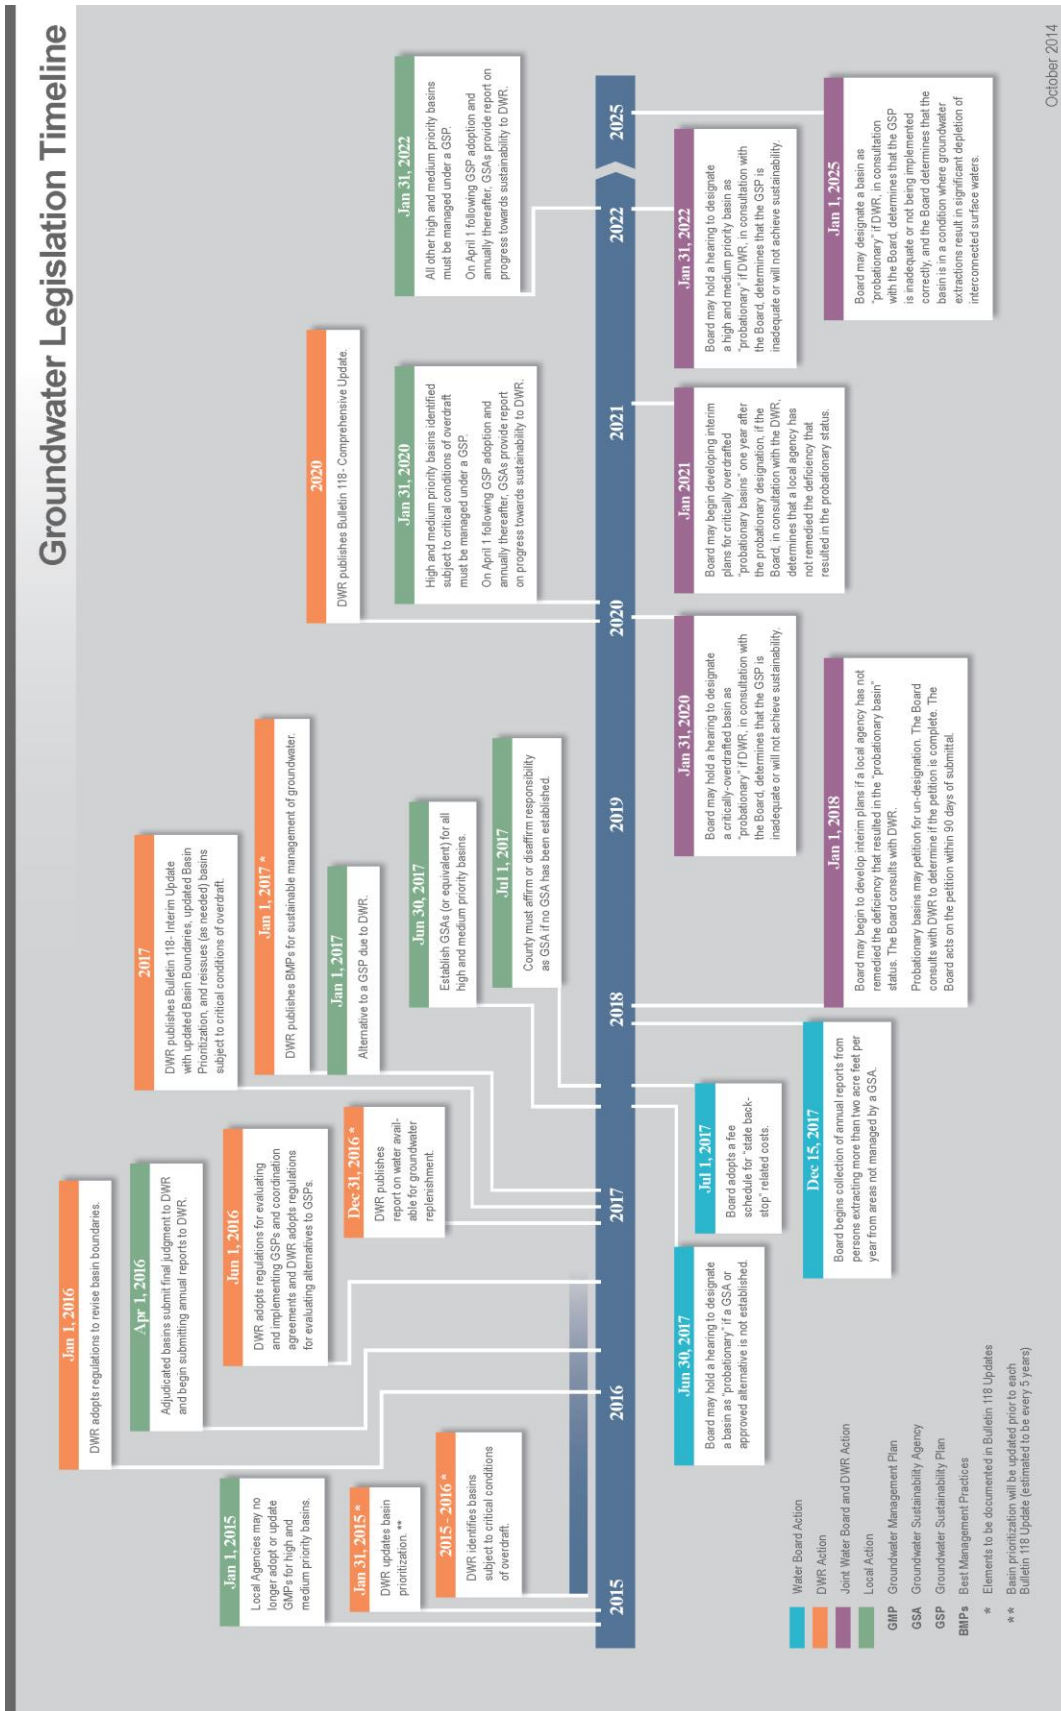 Groundwater Legislation Timeline
Jan 1, 2016
DWR adopts regulations to revise basin boundaries.
Apr 1, 2016
Adjudicated basins submit final judgment to DWR
and begin submitting annual reports to DWR.
Jan 1, 2015
Local Agencies may no
longer adopt or update
GMPs for high and
medium priority basins.
Jun 1, 2016
DWR adopts regulations for evaluating
and implementing GSPs and coordination
agreements and DWR adopts regulations
for evaluating alternatives to GSPs.
Jan 31, 2015 *
DWR updates basin
prioritization. **
Dec 31, 2016 *
DWR publishes
report on water avail-
able for groundwater
replenishment.
2015 - 2016 *
DWR identifies basins
subject to critical conditions
of overdraft.
2017
DWR publishes Bulletin 118- Interim Update
with updated Basin Boundaries, updated Basin
Prioritization, and reissues (as needed) basins
subject to critical conditions of overdraft.
Jan 1, 2017 *
DWR publishes BMPs for sustainable management of groundwater.
Jan 1, 2017
Alternative to a GSP due to DWR.
Jun 30, 2017
Establish GSAs (or equivalent) for all
high and medium priority basins.
Jul 1, 2017
County must affirm or disaffirm responsibility
as GSA if no GSA has been established.
2020
DWR publishes Bulletin 118 - Comprehensive Update.
Jan 31, 2020
High and medium priority basins identified
subject to critical conditions of overdraft
must be managed under a GSP.
On April 1 following GSP adoption and
annually thereafter, GSAs provide report
on progress towards sustainability to DWR.
Jan 31, 2022
All other high and medium priority basins
must be managed under a GSP.
On April 1 following GSP adoption and
annually thereafter, GSAs provide report on
progress towards sustainability to DWR.
2015
2016
2017
2018
2019
2020
2021
2022
2025
Jun 30, 2017
Board may hold a hearing to designate
a basin as "probationary" if a GSA or
approved alternative is not established.
Jul 1, 2017
Board adopts a fee
schedule for "state back-
stop" related costs.
Dec 15, 2017
Board begins collection of annual reports from
persons extracting more than two acre feet per
year from areas not managed by a GSA.
Jan 31, 2020
Board may hold a hearing to designate
a critically-overdrafted basin as
"probationary" if DWR, in consultation with
the Board, determines that the GSP is
inadequate or will not achieve sustainability.
Jan 1, 2018
Board may begin to develop interim plans if a local agency has not
remedied the deficiency that resulted in the "probationary basin"
status. The Board consults with DWR.
Probationary basins may petition for un-designation. The Board
consults with DWR to determine if the petition is complete. The
Board acts on the petition within 90 days of submittal.
Jan 2021
Board may begin developing interim
plans for critically overdrafted
"probationary basins" one year after
the probationary designation, if the
Board, in consultation with the DWR,
determines that a local agency has
not remedied the deficiency that
resulted in the probationary status.
Jan 31, 2022
Board may hold a hearing to designate
a high and medium priority basin as
"probationary" if DWR, in consultation with
the Board, determines that the GSP is
inadequate or will not achieve sustainability.
Jan 1, 2025
Board may designate a basin as
"probationary" if DWR, in consultation
with the Board, determines that the GSP
is inadequate or not being implemented
correctly, and the Board determines that the
basin is in a condition where groundwater
extractions result in significant depletion of
interconnected surface waters.
Water Board Action
DWR Action
Joint Water Board and DWR Action
Local Action
GMP Groundwater Management Plan
GSA Groundwater Sustainability Agency
GSP Groundwater Sustainability Plan
BMPs Best Management Practices
* Elements to be documented in Bulletin 118 Updates
** Basin prioritization will be updated prior to each
Bulletin 118 Update (estimated to be every 5 years)
October 2014